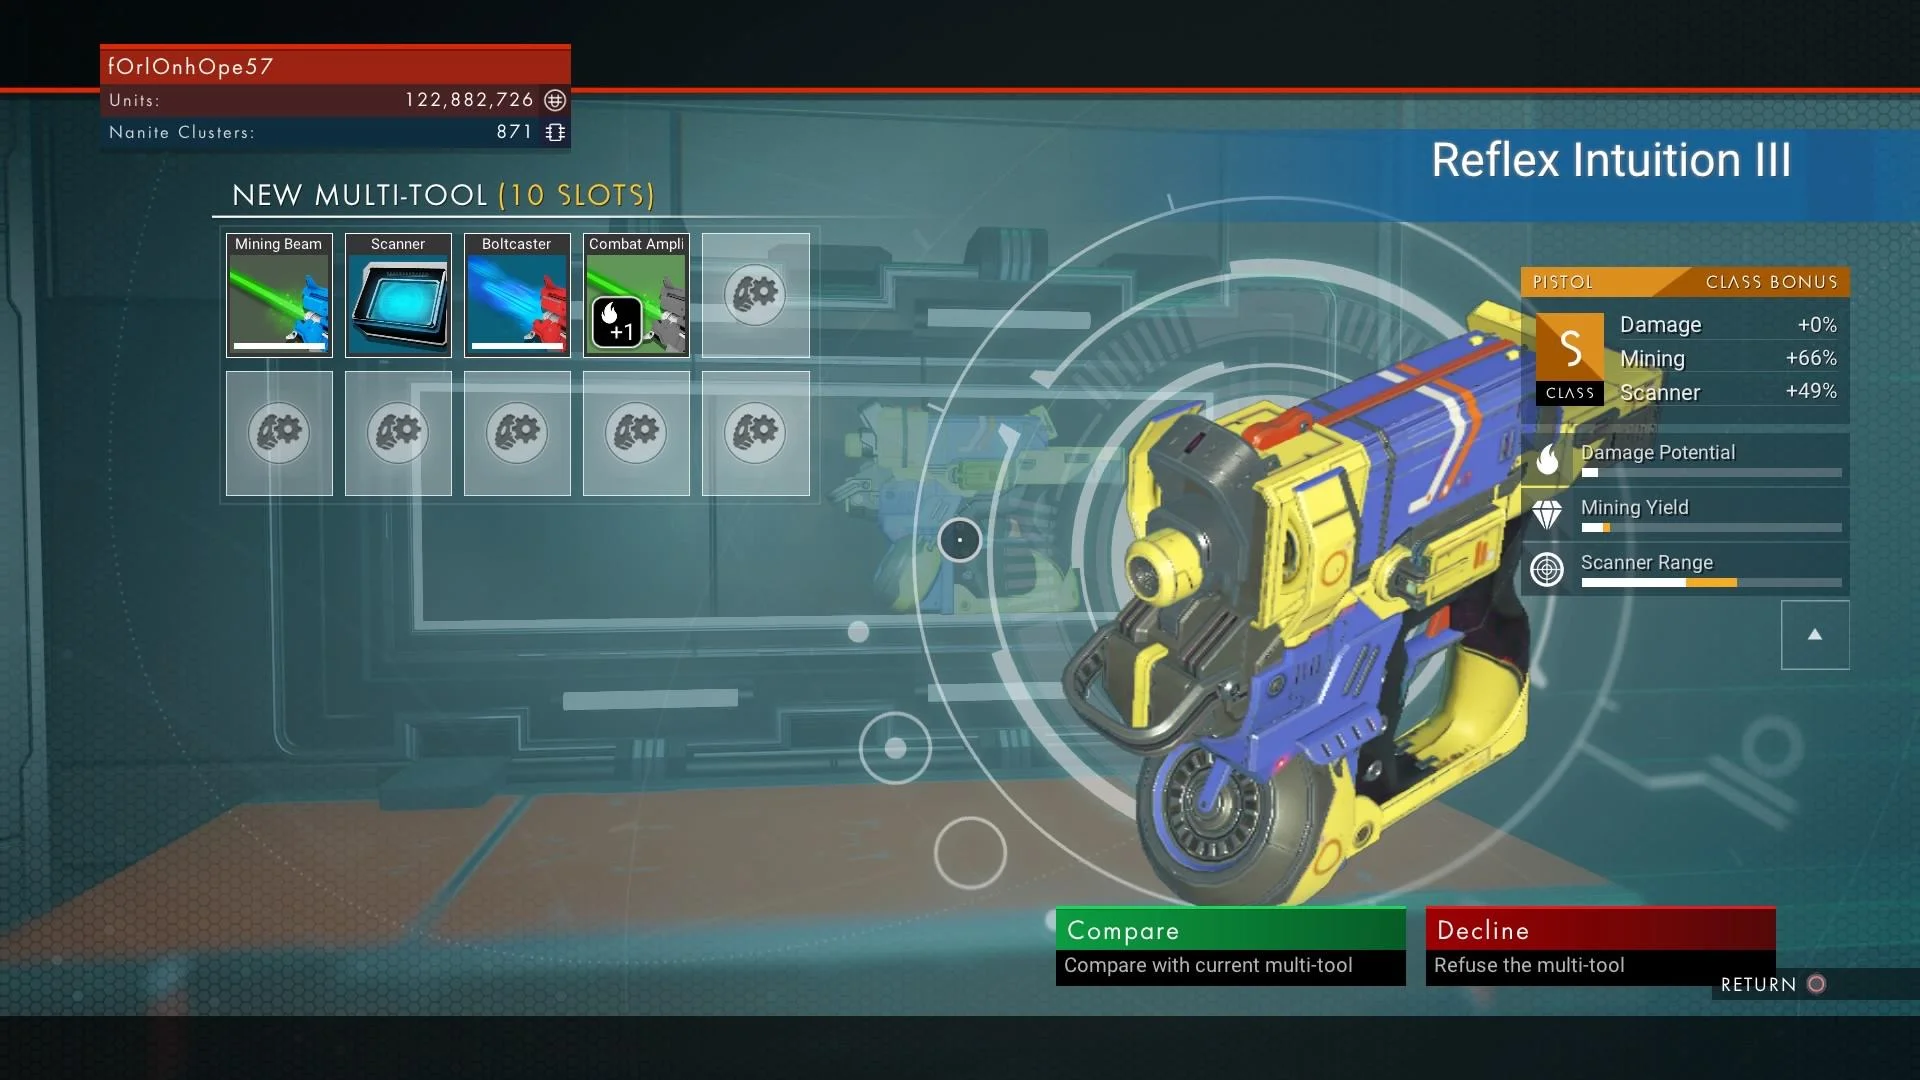 fOrlOnhOpe57
Units: 122,882,726
Nanite Clusters: 871
NEW MULTI-TOOL (10 SLOTS)
Reflex Intuition III
Mining Beam
Scanner
Boltcaster
Combat Ampli
+1
PISTOL CLASS BONUS
S
CLASS
Damage +0%
Mining +66%
Scanner +49%
Damage Potential
Mining Yield
Scanner Range
Compare
Compare with current multi-tool
Decline
Refuse the multi-tool
RETURN